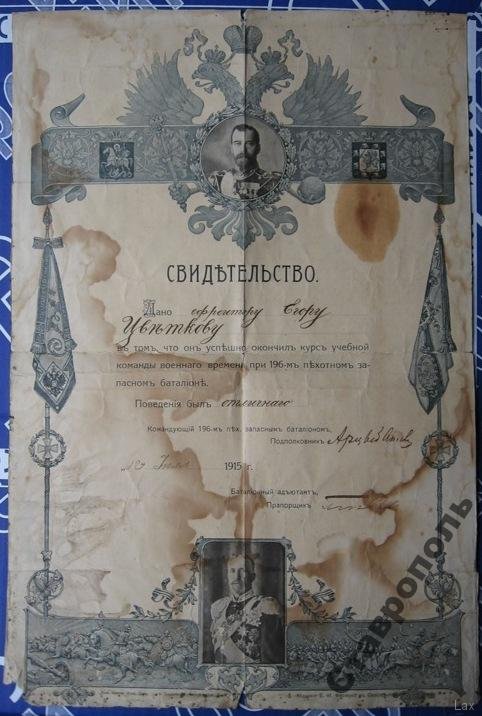 СВИДѢТЕЛЬСТВО.
Дано ефрейтору Егору
Цвѣткову
въ томъ, что онъ успѣшно окончилъ курсъ учебной
команды военнаго времени при 196-мъ пѣхотномъ за-
пасномъ баталіонѣ.
Поведенія былъ отличнаго
Командующій 196-мъ пѣх. запаснымъ баталіономъ,
Подполковникъ
1915 г.
Баталіонный адъютантъ,
Прапорщикъ
Ставрополь
Lax